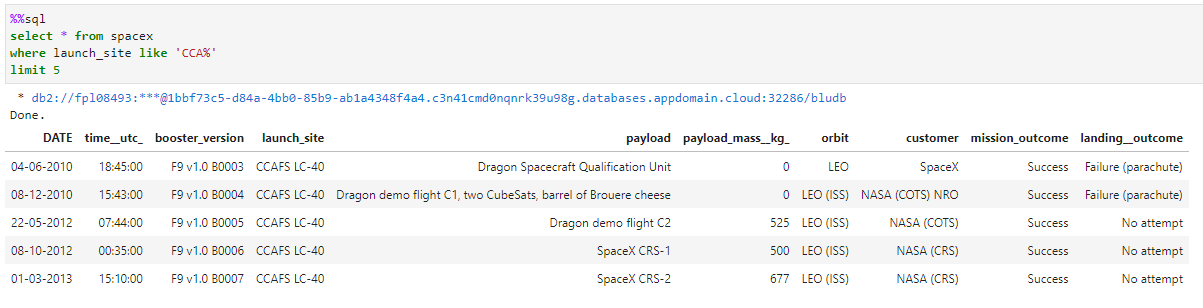 %%sql
select * from spacex
where launch_site like 'CCA%'
limit 5
* db2://fpl08493:***@1bbf73c5-d84a-4bb0-85b9-ab1a4348f4a4.c3n41cmd0nqnrk39u98g.databases.appdomain.cloud:32286/bludb
Done.
DATE time__utc_ booster_version launch_site payload payload_mass__kg_ orbit customer mission_outcome landing__outcome
04-06-2010 18:45:00 F9 v1.0 B0003 CCAFS LC-40 Dragon Spacecraft Qualification Unit 0 LEO SpaceX Success Failure (parachute)
08-12-2010 15:43:00 F9 v1.0 B0004 CCAFS LC-40 Dragon demo flight C1, two CubeSats, barrel of Brouere cheese 0 LEO (ISS) NASA (COTS) NRO Success Failure (parachute)
22-05-2012 07:44:00 F9 v1.0 B0005 CCAFS LC-40 Dragon demo flight C2 525 LEO (ISS) NASA (COTS) Success No attempt
08-10-2012 00:35:00 F9 v1.0 B0006 CCAFS LC-40 SpaceX CRS-1 500 LEO (ISS) NASA (CRS) Success No attempt
01-03-2013 15:10:00 F9 v1.0 B0007 CCAFS LC-40 SpaceX CRS-2 677 LEO (ISS) NASA (CRS) Success No attempt